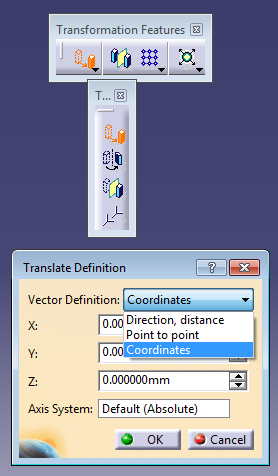 Transformation Features
T...
Translate Definition
Vector Definition: Coordinates
Direction, distance
Point to point
Coordinates
X: 0.00
Y: 0.00
Z: 0.000000mm
Axis System: Default (Absolute)
OK Cancel